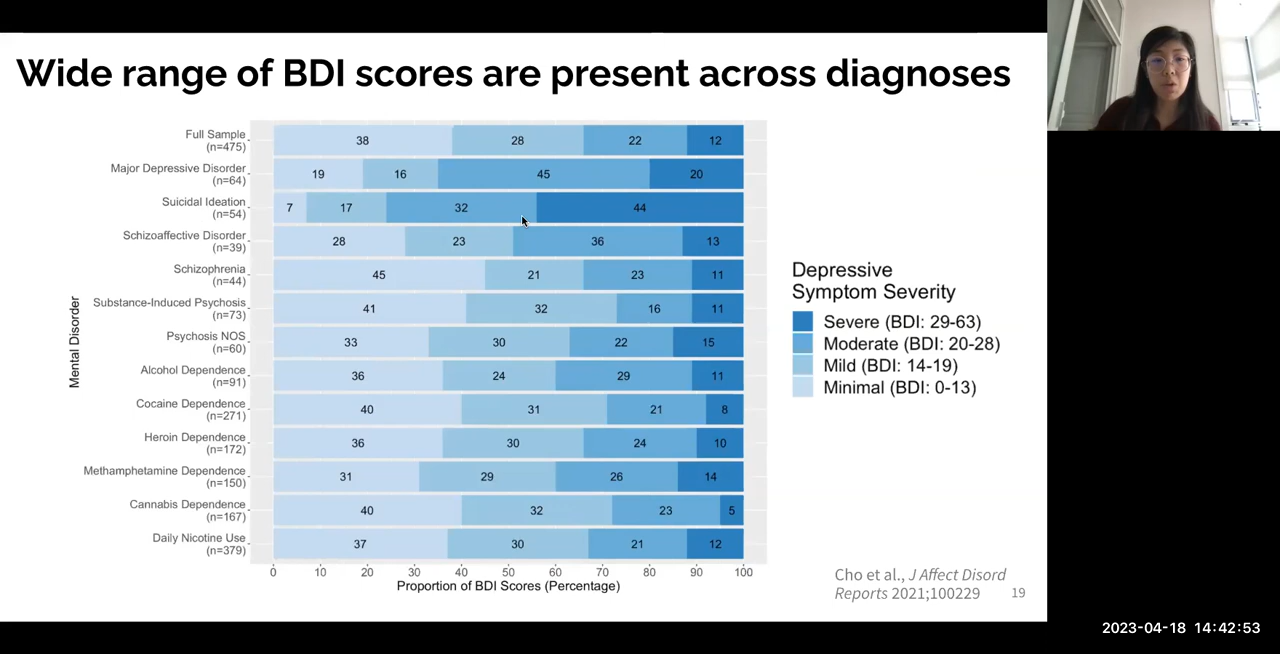 Wide range of BDI scores are present across diagnoses
Mental Disorder
Full Sample
(n=475)
38 28 22 12
Major Depressive Disorder
(n=64)
19 16 45 20
Suicidal Ideation
(n=54)
7 17 32 44
Schizoaffective Disorder
(n=39)
28 23 36 13
Schizophrenia
(n=44)
45 21 23 11
Substance-Induced Psychosis
(n=73)
41 32 16 11
Psychosis NOS
(n=60)
33 30 22 15
Alcohol Dependence
(n=91)
36 24 29 11
Cocaine Dependence
(n=271)
40 31 21 8
Heroin Dependence
(n=172)
36 30 24 10
Methamphetamine Dependence
(n=150)
31 29 26 14
Cannabis Dependence
(n=167)
40 32 23 5
Daily Nicotine Use
(n=379)
37 30 21 12
0 10 20 30 40 50 60 70 80 90 100
Proportion of BDI Scores (Percentage)
Depressive
Symptom Severity
Severe (BDI: 29-63)
Moderate (BDI: 20-28)
Mild (BDI: 14-19)
Minimal (BDI: 0-13)
Cho et al., J Affect Disord
Reports 2021;100229
19
2023-04-18 14:42:53